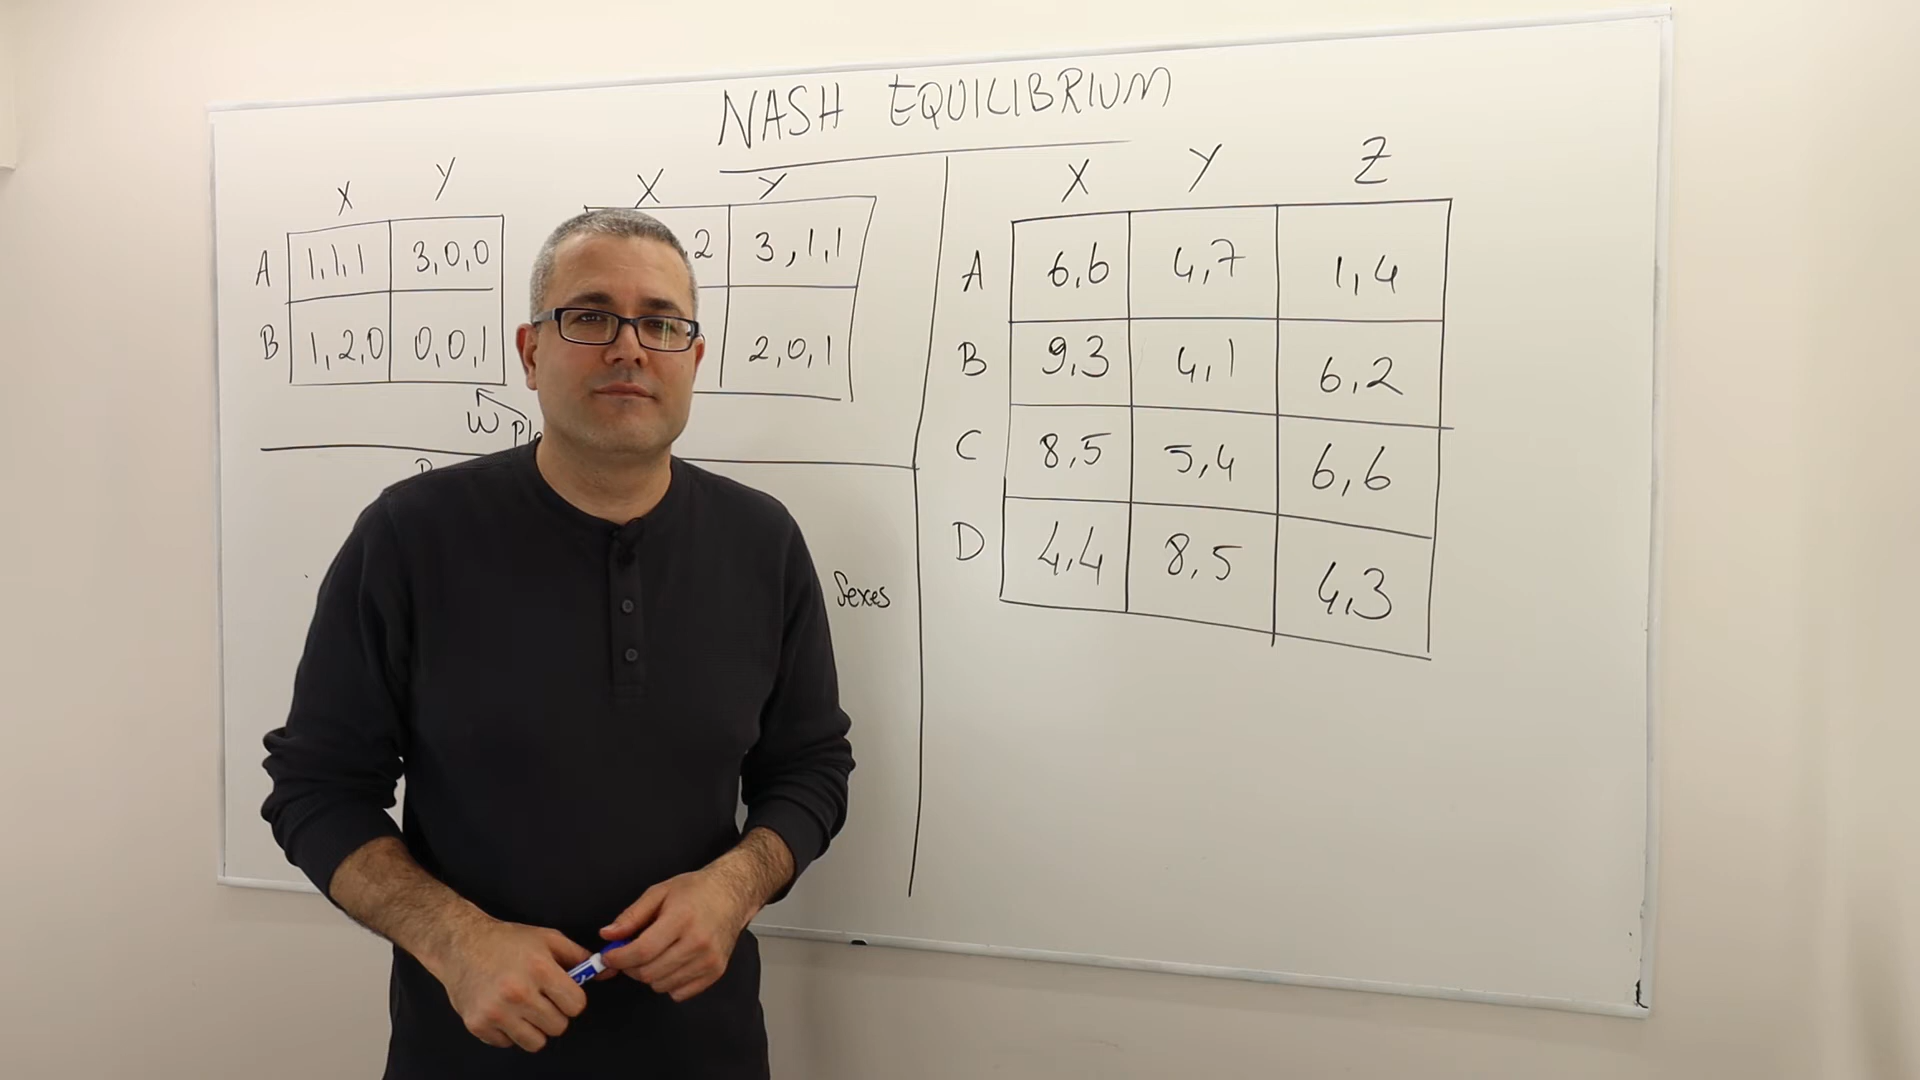 NASH EQUILIBRIUM
X Y
A 1,1,1 3,0,0
B 1,2,0 0,0,1
W
X Y
,2 3,1,1
2,0,1
Sexes
X Y Z
A 6,6 4,7 1,4
B 9,3 4,1 6,2
C 8,5 5,4 6,6
D 4,4 8,5 4,3